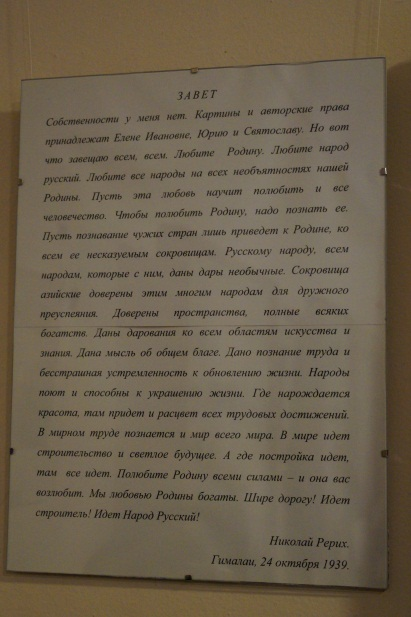 ЗАВЕТ
Собственности у меня нет. Картины и авторские права
принадлежат Елене Ивановне, Юрию и Святославу. Но вот
что завещаю всем, всем. Любите Родину. Любите народ
русский. Любите все народы на всех необъятностях нашей
Родины. Пусть эта любовь научит полюбить и все
человечество. Чтобы полюбить Родину, надо познать ее.
Пусть познавание чужих стран лишь приведет к Родине, ко
всем ее несказуемым сокровищам. Русскому народу, всем
народам, которые с ним, даны дары необычные. Сокровища
азийские доверены этим многим народам для дружного
преуспеяния. Доверены пространства, полные всяких
богатств. Даны дарования ко всем областям искусства и
знания. Дана мысль об общем благе. Дано познание труда и
бесстрашная устремленность к обновлению жизни. Народы
поют и способны к украшению жизни. Где нарождается
красота, там придет и расцвет всех трудовых достижений.
В мирном труде познается и мир всего мира. В мире идет
строительство и светлое будущее. А где постройка идет,
там все идет. Полюбите Родину всеми силами – и она вас
возлюбит. Мы любовью Родины богаты. Шире дорогу! Идет
строитель! Идет Народ Русский!
Николай Рерих.
Гималаи, 24 октября 1939.